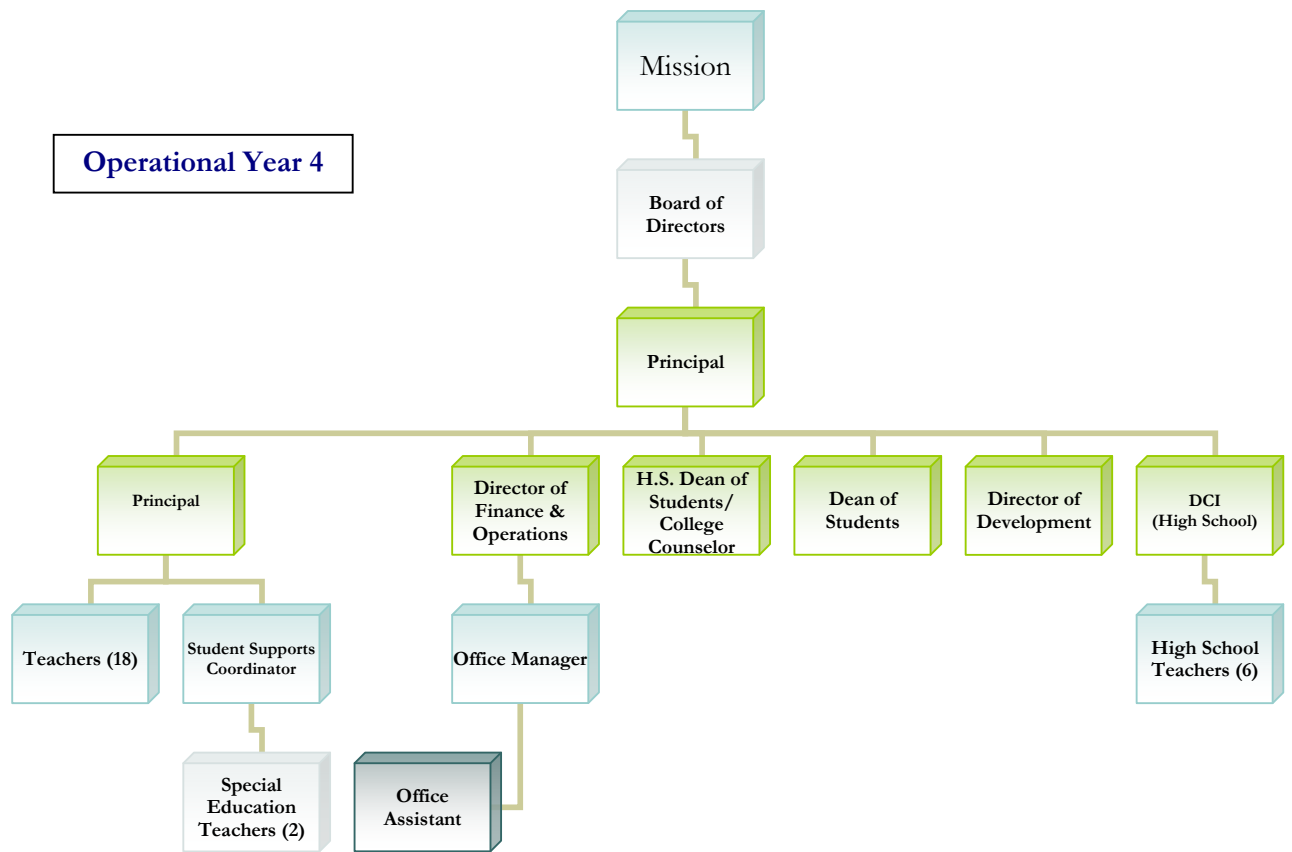 Mission
Operational Year 4
Board of
Directors
Principal
Principal
Director of
Finance &
Operations
H.S. Dean of
Students/
College
Counselor
Dean of
Students
Director of
Development
DCI
(High School)
Teachers (18)
Student Supports
Coordinator
Office Manager
High School
Teachers (6)
Special
Education
Teachers (2)
Office
Assistant